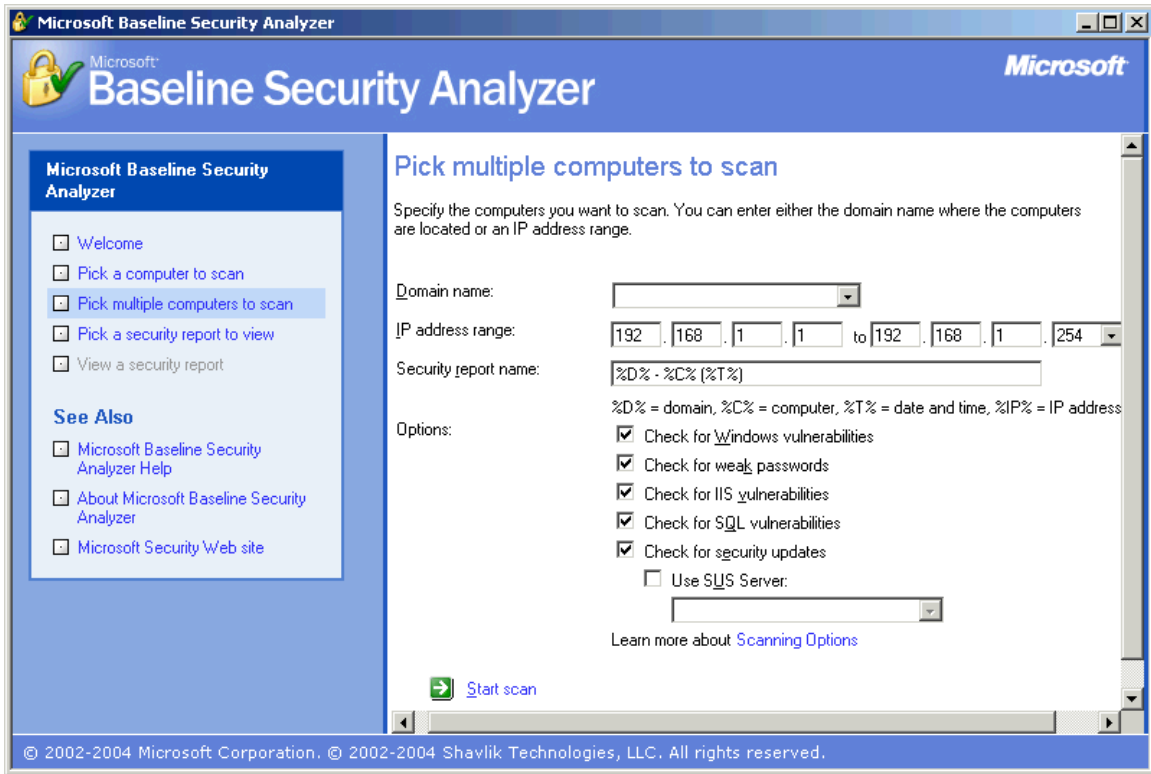 Microsoft Baseline Security Analyzer
Microsoft
Baseline Security Analyzer
Microsoft
Microsoft Baseline Security
Analyzer
Welcome
Pick a computer to scan
Pick multiple computers to scan
Pick a security report to view
View a security report
See Also
Microsoft Baseline Security
Analyzer Help
About Microsoft Baseline Security
Analyzer
Microsoft Security Web site
Pick multiple computers to scan
Specify the computers you want to scan. You can enter either the domain name where the computers
are located or an IP address range.
Domain name:
IP address range: 192 . 168 . 1 . 1 to 192 . 168 . 1 . 254
Security report name: %D% - %C% (%T%)
%D% = domain, %C% = computer, %T% = date and time, %IP% = IP address
Options:
Check for Windows vulnerabilities
Check for weak passwords
Check for IIS vulnerabilities
Check for SQL vulnerabilities
Check for security updates
Use SUS Server:
Learn more about Scanning Options
Start scan
© 2002-2004 Microsoft Corporation. © 2002-2004 Shavlik Technologies, LLC. All rights reserved.